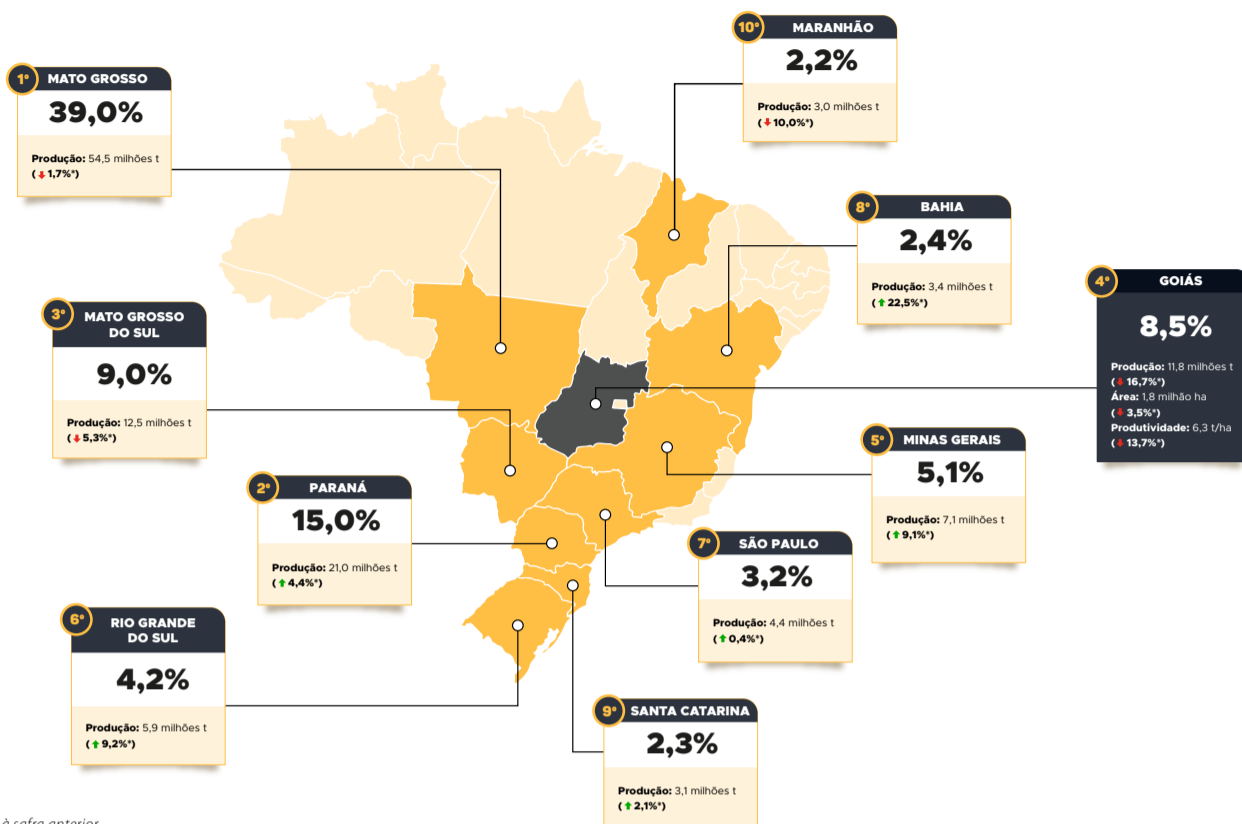 10º MARANHÃO
2,2%
Produção: 3,0 milhões t
(↓10,0%*)
1º MATO GROSSO
39,0%
Produção: 54,5 milhões t
(↓1,7%*)
8º BAHIA
2,4%
Produção: 3,4 milhões t
(↑22,5%*)
4º GOIÁS
8,5%
Produção: 11,8 milhões t
(↓16,7%*)
Área: 1,8 milhão ha
(↓3,5%*)
Produtividade: 6,3 t/ha
(↓13,7%*)
3º MATO GROSSO
DO SUL
9,0%
Produção: 12,5 milhões t
(↓5,3%*)
5º MINAS GERAIS
5,1%
Produção: 7,1 milhões t
(↑9,1%*)
2º PARANÁ
15,0%
Produção: 21,0 milhões t
(↑4,4%*)
7º SÃO PAULO
3,2%
Produção: 4,4 milhões t
(↑0,4%*)
6º RIO GRANDE
DO SUL
4,2%
Produção: 5,9 milhões t
(↑9,2%*)
9º SANTA CATARINA
2,3%
Produção: 3,1 milhões t
(↑2,1%*)
à safra anterior